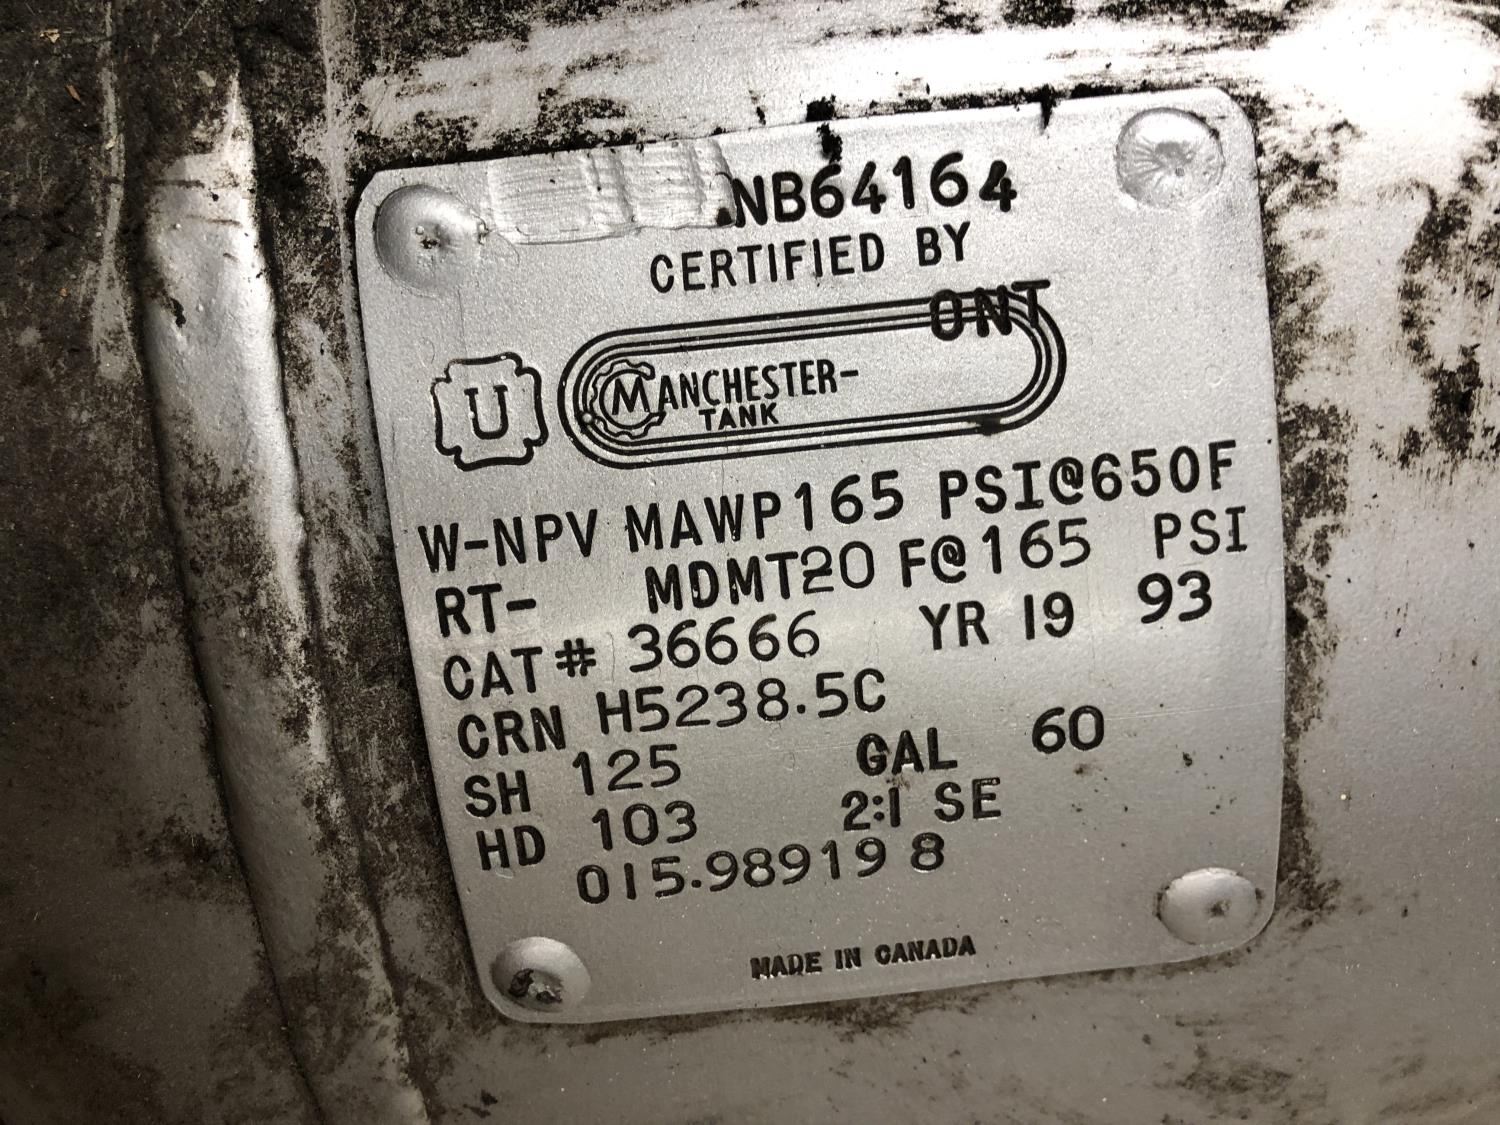 NB64164
CERTIFIED BY
ONT
U
MANCHESTER-
TANK
W-NPV MAWP165 PSI@650F
RT- MDMT20 F@165 PSI
CAT# 36666 YR 19 93
CRN H5238.5C
SH 125 GAL 60
HD 103 2:1 SE
015.98919 8
MADE IN CANADA